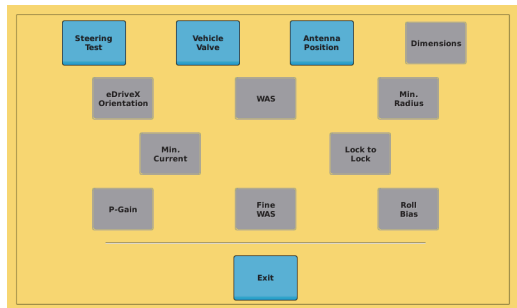 Steering
Test
Vehicle
Valve
Antenna
Position
Dimensions
eDriveX
Orientation
WAS
Min.
Radius
Min.
Current
Lock to
Lock
P-Gain
Fine
WAS
Roll
Bias
Exit